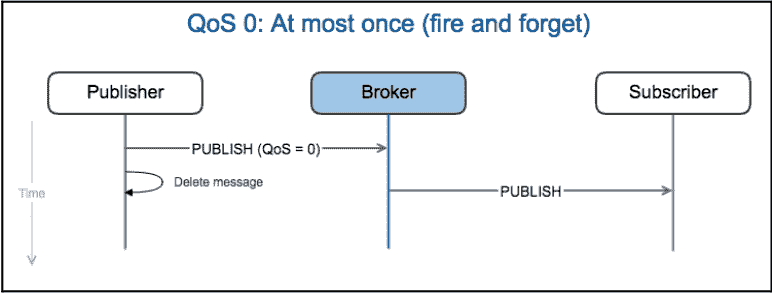 QoS 0: At most once (fire and forget)
Publisher
Broker
Subscriber
PUBLISH (QoS = 0)
Delete message
Time
PUBLISH